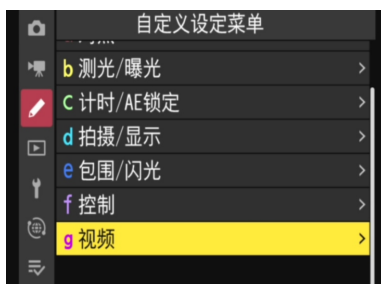 自定义设定菜单
b 测光/曝光
c 计时/AE锁定
d 拍摄/显示
e 包围/闪光
f 控制
g 视频